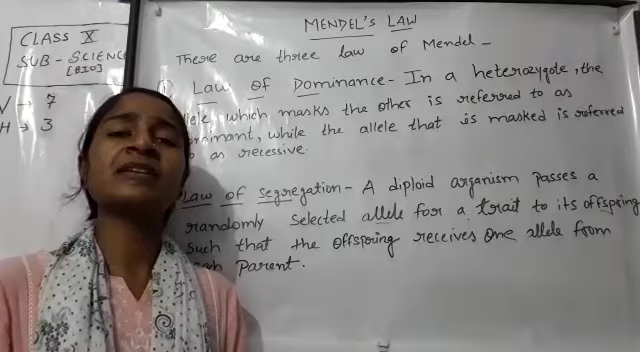 CLASS X
SUB - SCIENCE
[BIO]
V → 7
H → 3
MENDEL'S LAW
There are three law of Mendel -
① Law of Dominance - In a heterozygote, the
which masks the other is referred to as
while the allele that is masked is referred
as recessive.
Law of segregation - A diploid organism passes a
randomly selected allele for a trait to its offspring
such that the offspring receives one allele from
Parent.